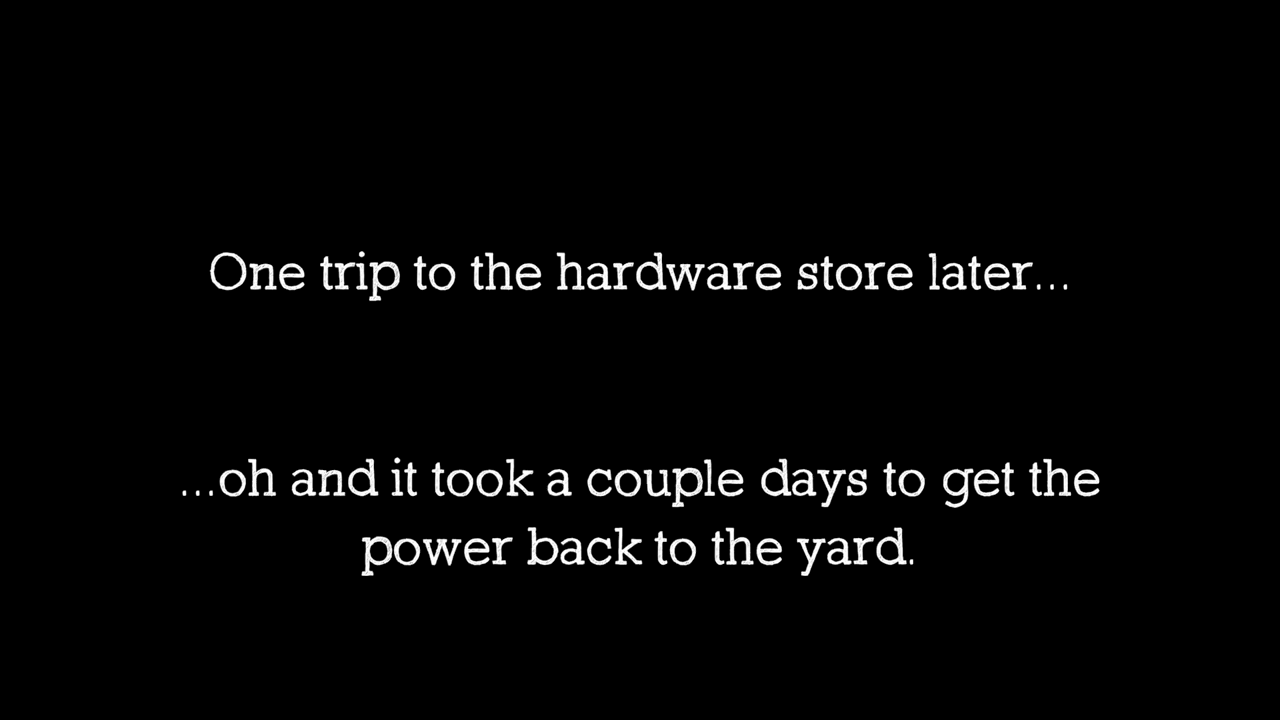 One trip to the hardware store later...
...oh and it took a couple days to get the
power back to the yard.